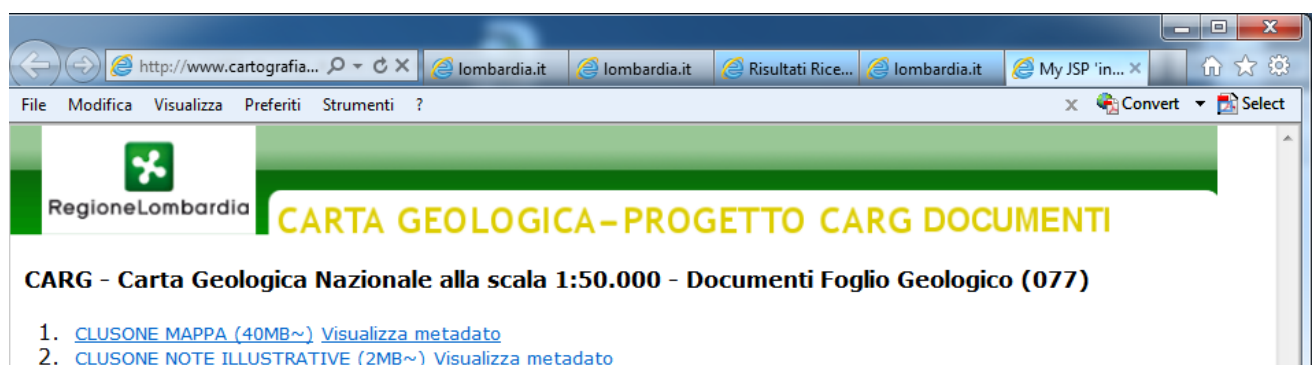 http://www.cartografia... lombardia.it lombardia.it Risultati Rice... lombardia.it My JSP 'in...
File Modifica Visualizza Preferiti Strumenti ? x Convert Select
RegioneLombardia
CARTA GEOLOGICA-PROGETTO CARG DOCUMENTI
CARG - Carta Geologica Nazionale alla scala 1:50.000 - Documenti Foglio Geologico (077)
1. CLUSONE MAPPA (40MB~) Visualizza metadato
2. CLUSONE NOTE ILLUSTRATIVE (2MB~) Visualizza metadato